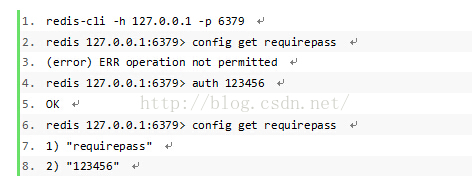 1. redis-cli -h 127.0.0.1 -p 6379
2. redis 127.0.0.1:6379> config get requirepass
3. (error) ERR operation not permitted
4. redis 127.0.0.1:6379> auth 123456
5. OK
http://blog.csdn.net/
6. redis 127.0.0.1:6379> config get requirepass
7. 1) "requirepass"
8. 2) "123456"